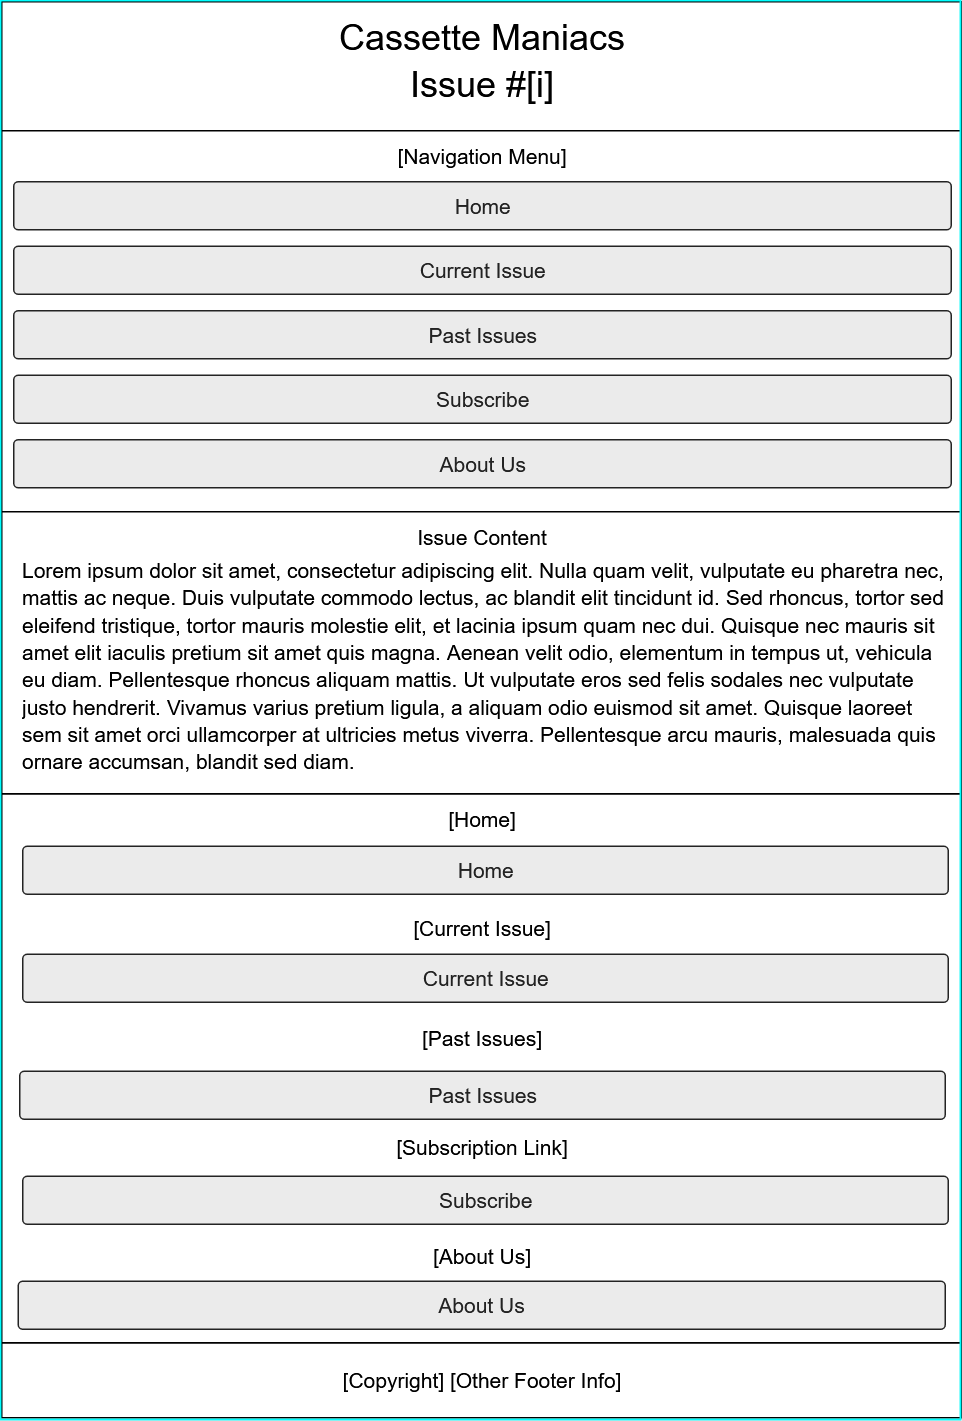 Cassette Maniacs
Issue #[i]
[Navigation Menu]
Home
Current Issue
Past Issues
Subscribe
About Us
Issue Content
Lorem ipsum dolor sit amet, consectetur adipiscing elit. Nulla quam velit, vulputate eu pharetra nec,
mattis ac neque. Duis vulputate commodo lectus, ac blandit elit tincidunt id. Sed rhoncus, tortor sed
eleifend tristique, tortor mauris molestie elit, et lacinia ipsum quam nec dui. Quisque nec mauris sit
amet elit iaculis pretium sit amet quis magna. Aenean velit odio, elementum in tempus ut, vehicula
eu diam. Pellentesque rhoncus aliquam mattis. Ut vulputate eros sed felis sodales nec vulputate
justo hendrerit. Vivamus varius pretium ligula, a aliquam odio euismod sit amet. Quisque laoreet
sem sit amet orci ullamcorper at ultricies metus viverra. Pellentesque arcu mauris, malesuada quis
ornare accumsan, blandit sed diam.
[Home]
Home
[Current Issue]
Current Issue
[Past Issues]
Past Issues
[Subscription Link]
Subscribe
[About Us]
About Us
[Copyright] [Other Footer Info]